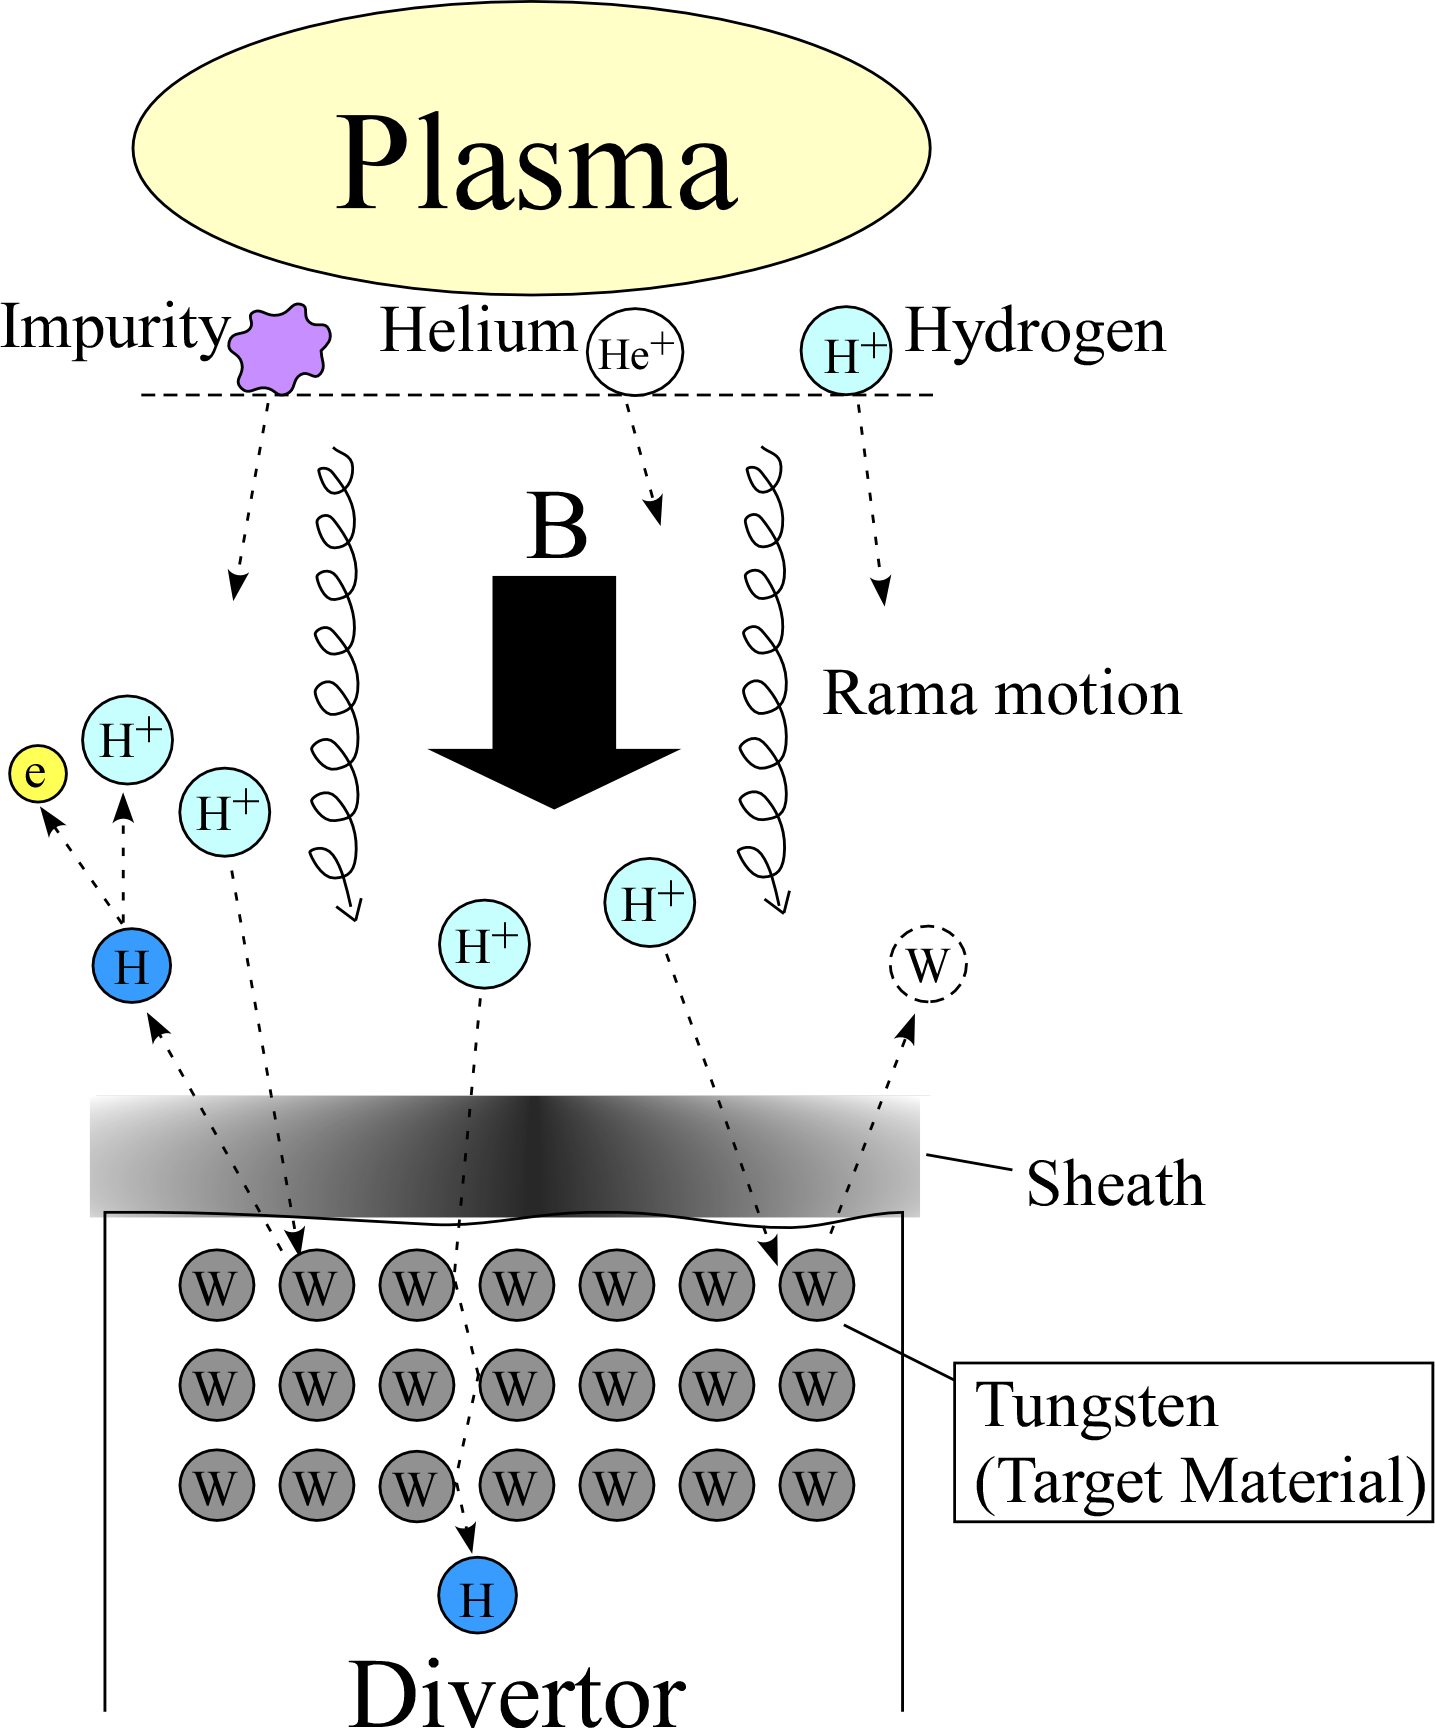 Plasma
Impurity
Helium
He+
H+
Hydrogen
B
Rama motion
H+
e
H+
H+
H+
H
W
Sheath
W W W W W W W
W W W W W W W
W W W W W W W
Tungsten
(Target Material)
H
Divertor